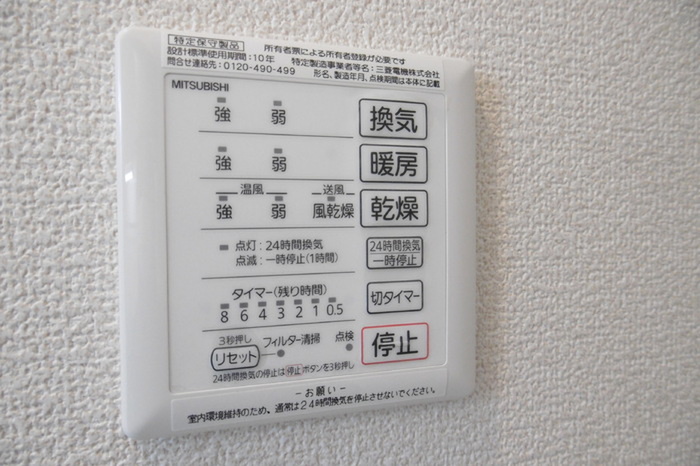 特定保守製品 所有者票による所有者登録が必要です
設計標準使用期間:10年 特定製造事業者等名:三菱電機株式会社
問合せ連絡先:0120-490-499 形名、製造年月、点検期間は本体に記載
MITSUBISHI
強 弱 換気
強 弱 暖房
温風 送風
強 弱 風乾燥 乾燥
点灯:24時間換気
点滅:一時停止(1時間)
24時間換気
一時停止
タイマー(残り時間)
8 6 4 3 2 1 0.5
切タイマー
3秒押し
リセット フィルター清掃 点検
停止
24時間換気の停止は停止ボタンを3秒押し
−お願い−
室内環境維持のため、通常は24時間換気を停止させないでください。